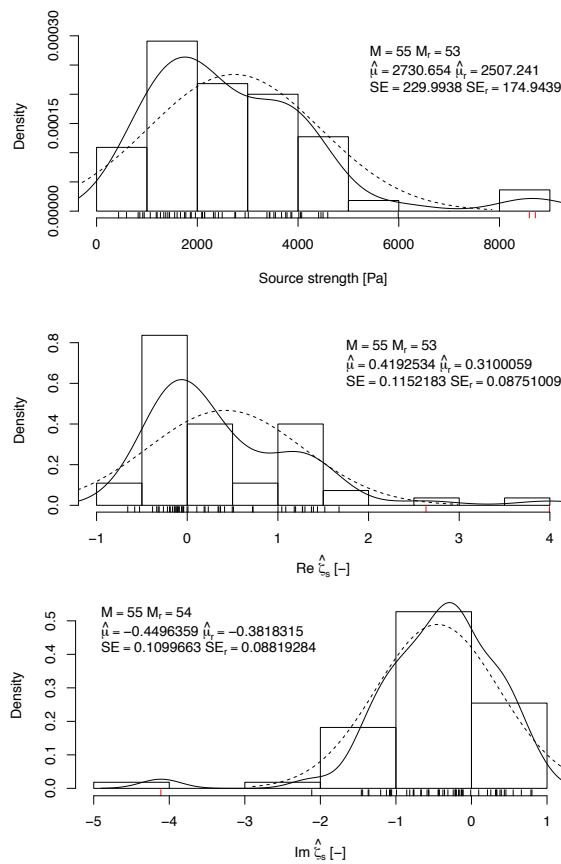 M = 55 M_r = 53
μ̂ = 2730.654 μ̂_r = 2507.241
SE = 229.9938 SE_r = 174.9439
Density
0.00030
0.00015
0.00000
0 2000 4000 6000 8000
Source strength [Pa]
M = 55 M_r = 53
μ̂ = 0.4192534 μ̂_r = 0.3100059
SE = 0.1152183 SE_r = 0.08751009
Density
0.8
0.6
0.4
0.2
0.0
−1 0 1 2 3 4
Re ζ̂_s [−]
M = 55 M_r = 54
μ̂ = −0.4496359 μ̂_r = −0.3818315
SE = 0.1099663 SE_r = 0.08819284
Density
0.5
0.4
0.3
0.2
0.1
0.0
−5 −4 −3 −2 −1 0 1
Im ζ̂_s [−]